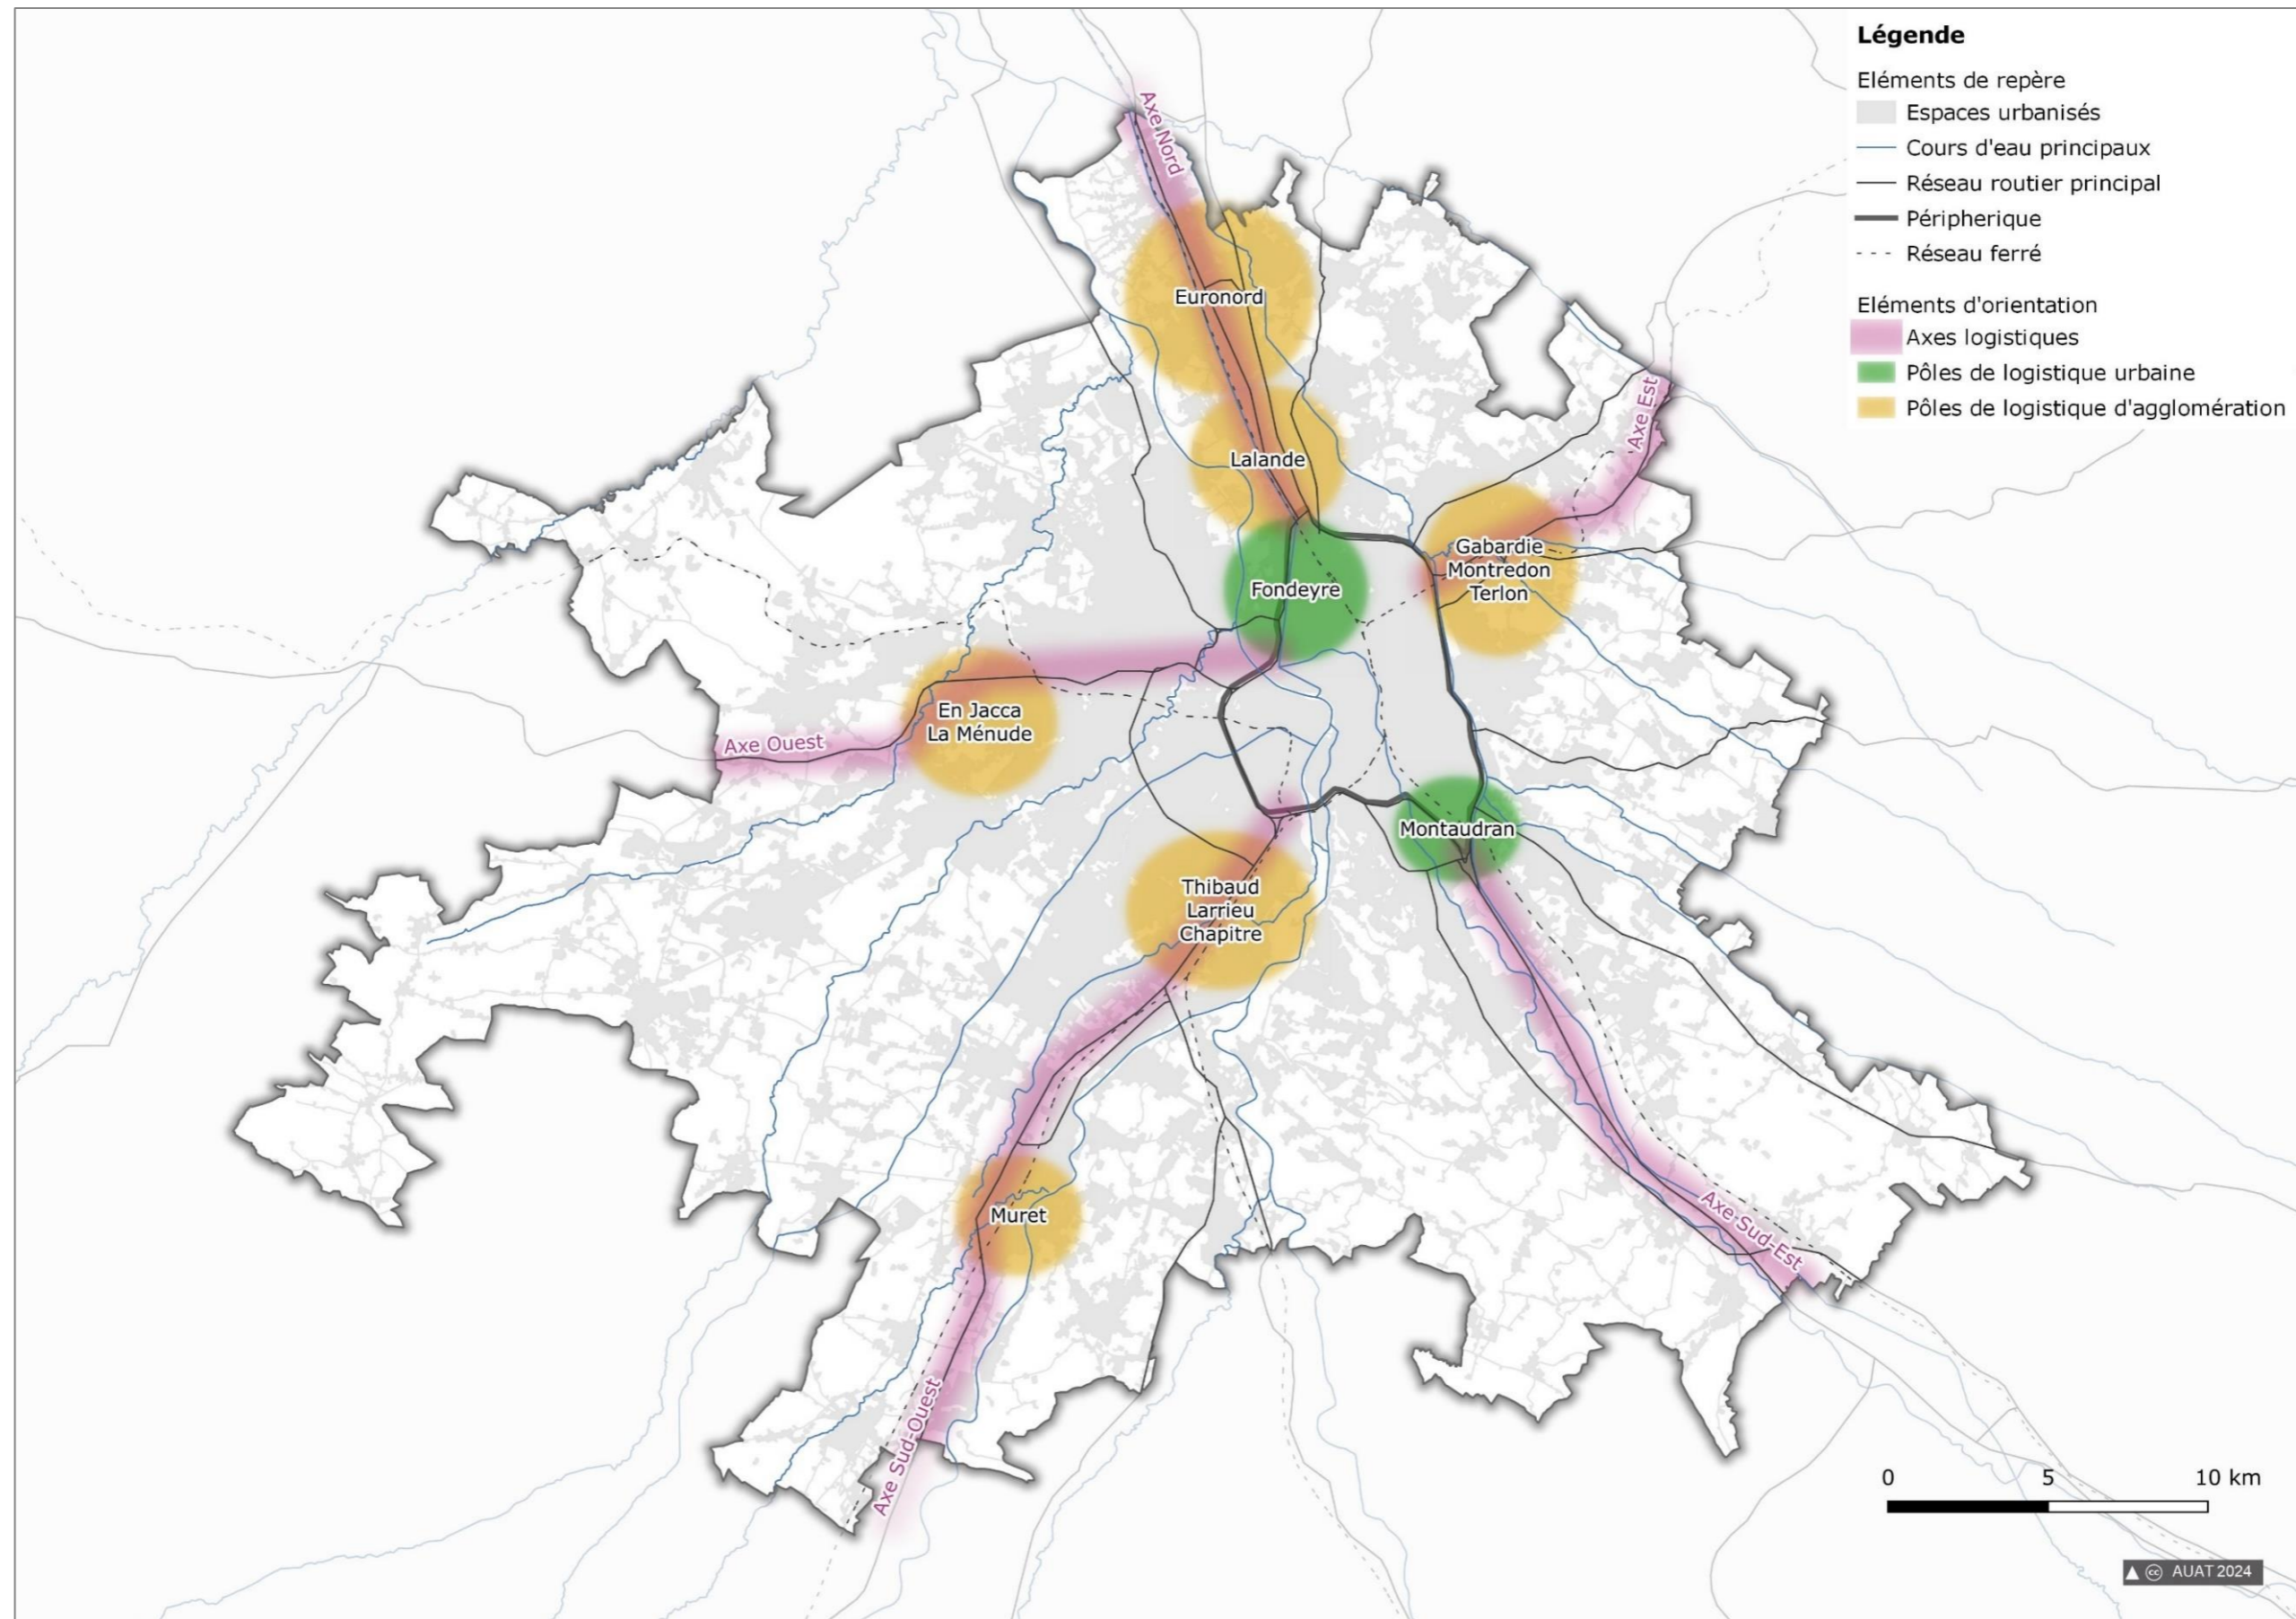 Légende
Eléments de repère
Espaces urbanisés
Cours d'eau principaux
Réseau routier principal
Péripherique
Réseau ferré
Eléments d'orientation
Axes logistiques
Pôles de logistique urbaine
Pôles de logistique d'agglomération
Axe Nord
Euronord
Axe Est
Lalande
Gabardie
Montredon
Terlon
Fondeyre
En Jacca
La Ménude
Axe Ouest
Montaudran
Thibaud
Larrieu
Chapitre
Muret
Axe Sud-Est
Axe Sud-Ouest
0 5 10 km
cc AUAT 2024